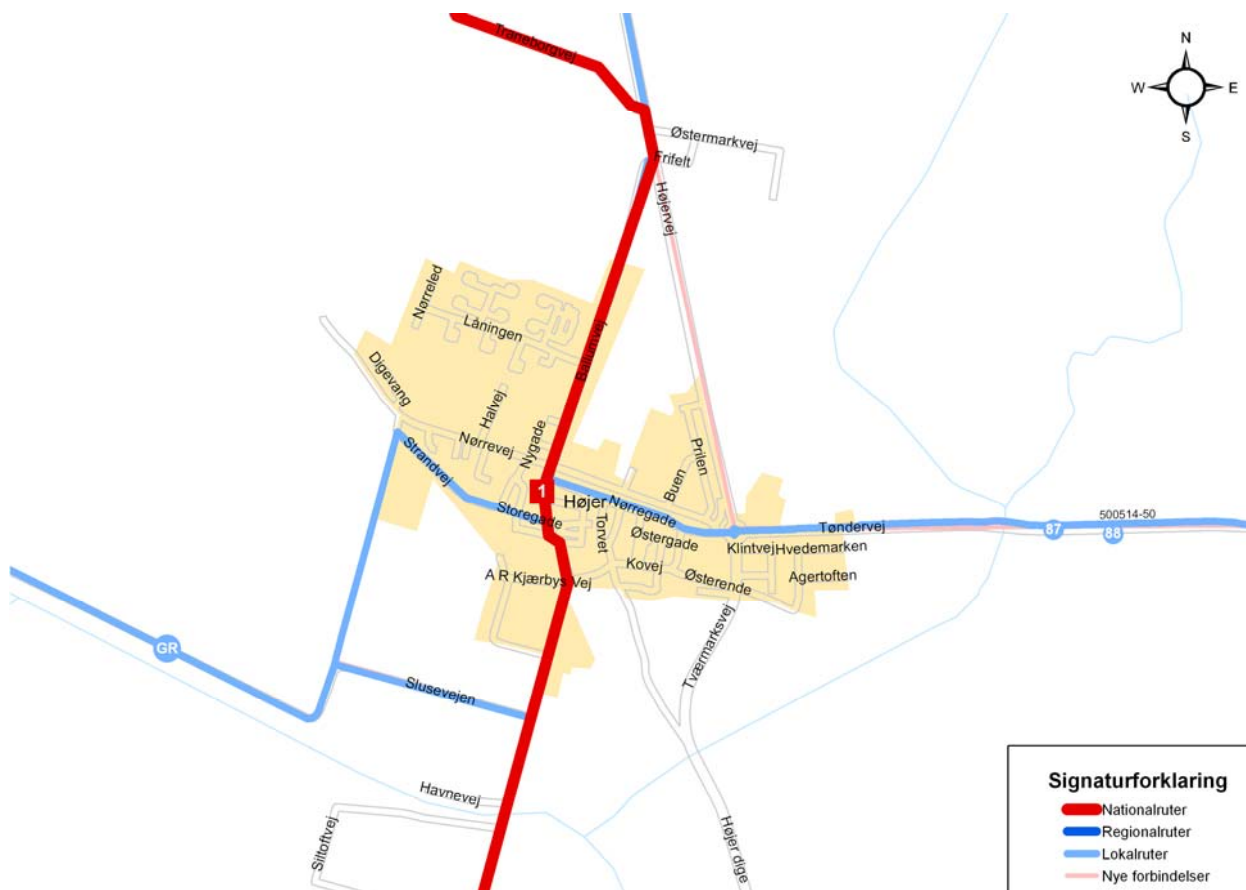 Traneborgvej
N
W
E
S
Østermarkvej
Frifelt
Højervej
Nørreled
Låningen
Ballumvej
Digevang
Halvej
Nørrevej
Nygade
Strandvej
1
Storegade
Højer
Nørregade
Buen
Prilen
Torvet
Østergade
Klintvej
Tøndervej
500514-50
87
88
Hvedemarken
Kovej
Agertoften
A R Kjærbys Vej
Østerende
Tværmarksvej
GR
Slusevejen
Havnevej
Siltoftvej
Højer dige
Signaturforklaring
Nationalruter
Regionalruter
Lokalruter
Nye forbindelser